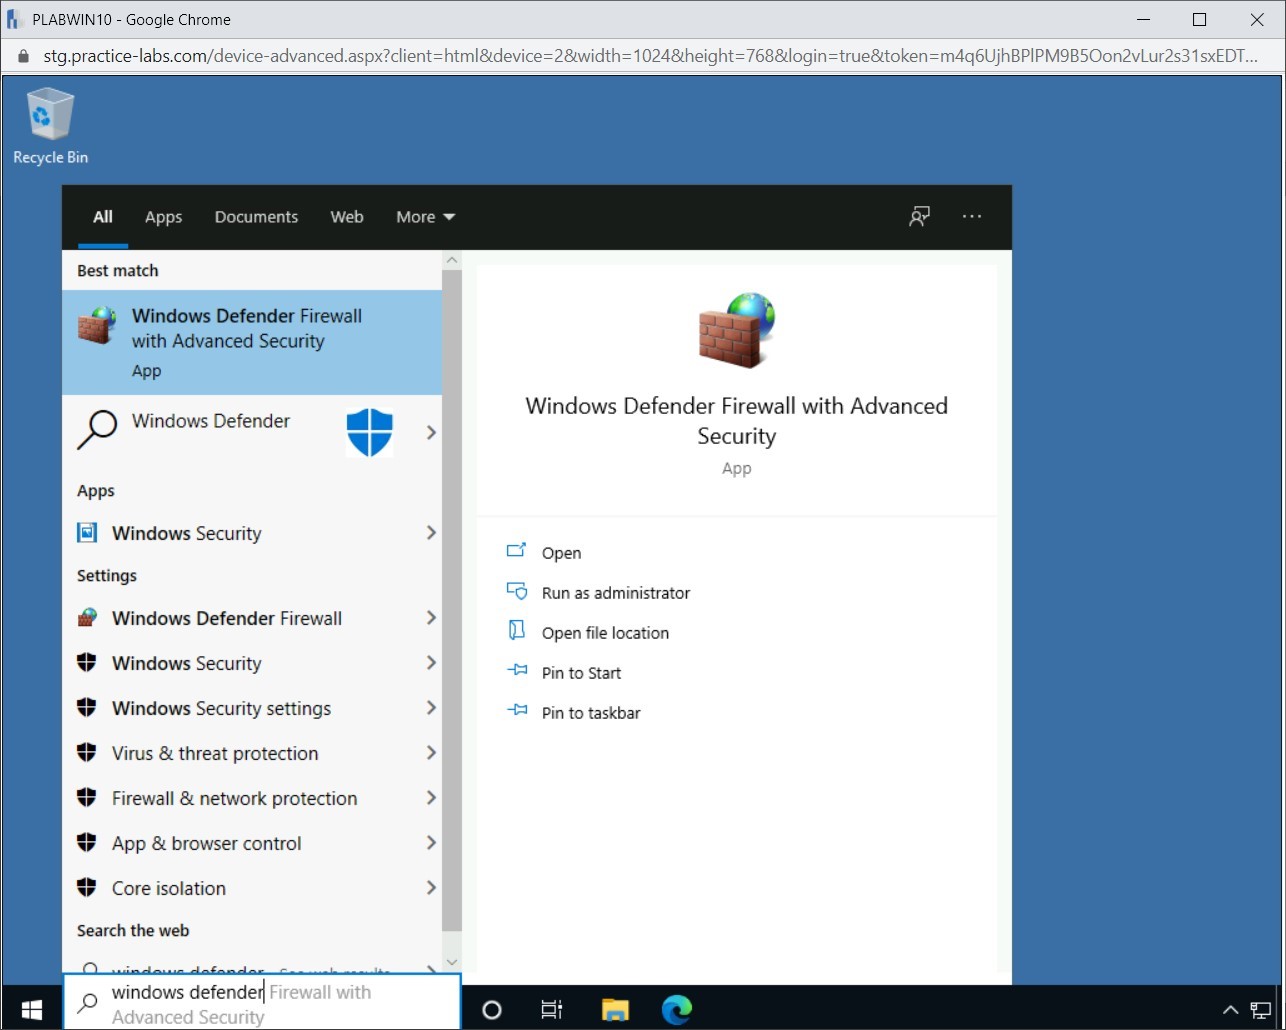 PLABWIN10 - Google Chrome
stg.practice-labs.com/device-advanced.aspx?client=html&device=2&width=1024&height=768&login=true&token=m4q6UjhBPlPM9B5Oon2vLur2s31sxEDT...
Recycle Bin
All Apps Documents Web More
Best match
Windows Defender Firewall
with Advanced Security
App
Windows Defender
Apps
Windows Security
Settings
Windows Defender Firewall
Windows Security
Windows Security settings
Virus & threat protection
Firewall & network protection
App & browser control
Core isolation
Search the web
windows defender - See web results
Windows Defender Firewall with Advanced
Security
App
Open
Run as administrator
Open file location
Pin to Start
Pin to taskbar
windows defender Firewall with
Advanced Security